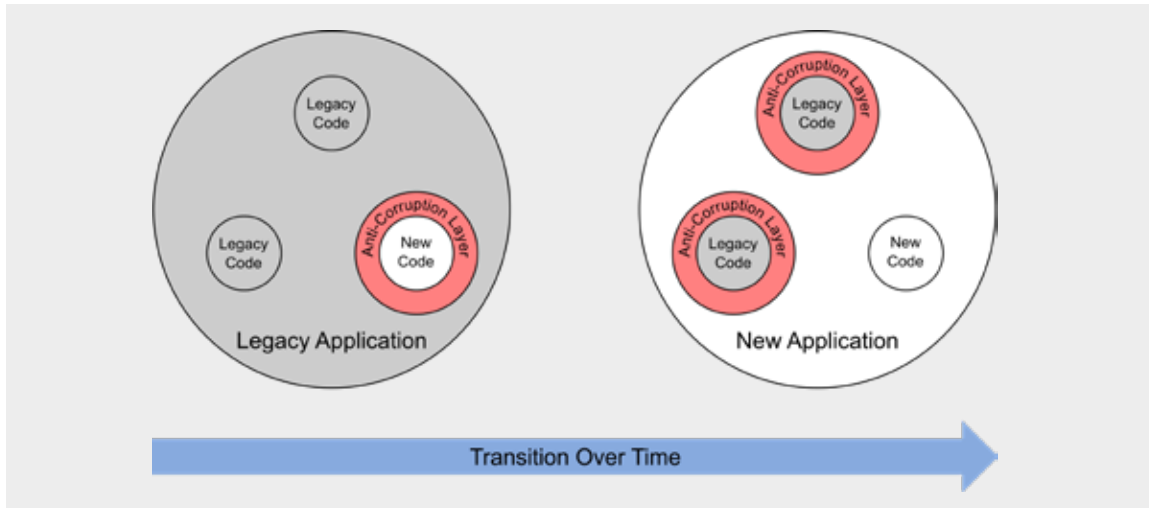 Legacy
Code
Legacy
Code
Anti-Corruption Layer
New
Code
Legacy Application
Anti-Corruption Layer
Legacy
Code
Anti-Corruption Layer
Legacy
Code
New
Code
New Application
Transition Over Time